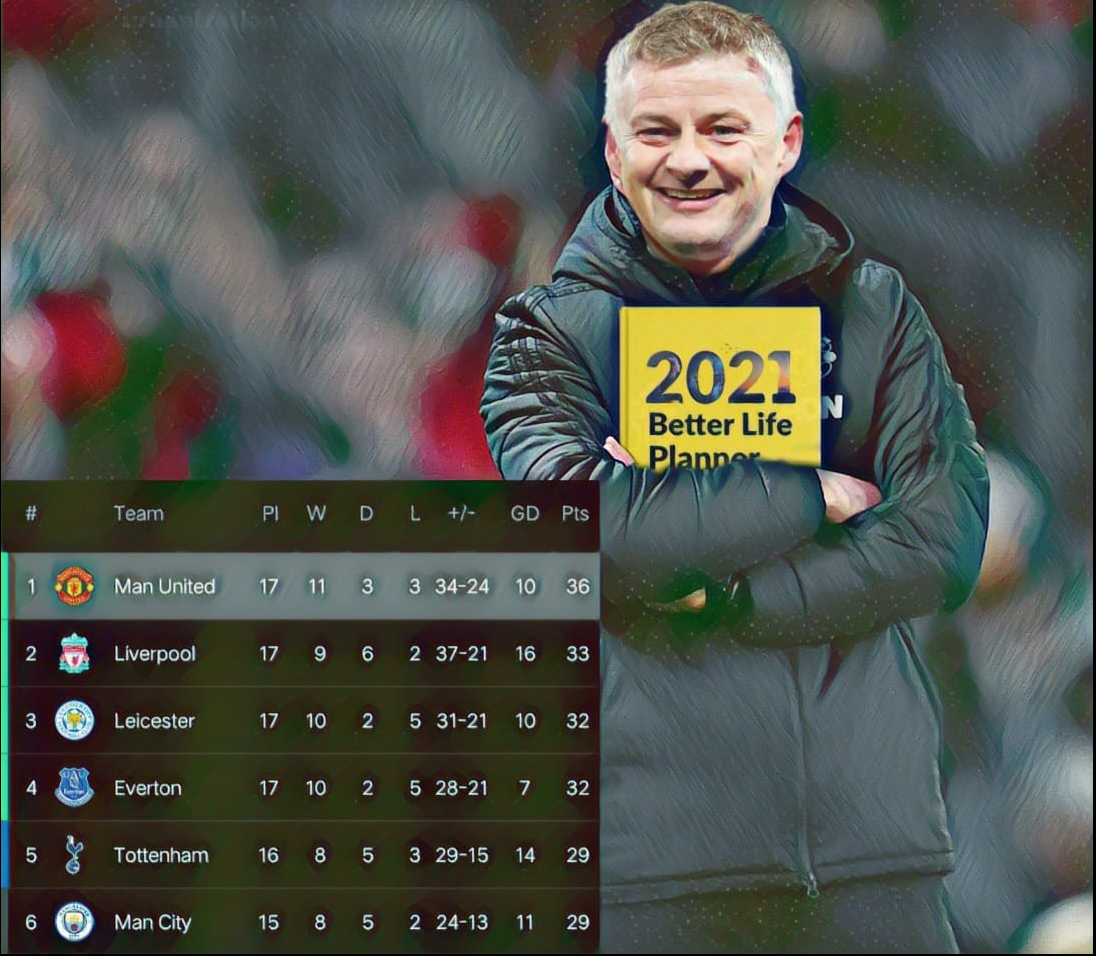 2021
Better Life
Planner
N
# Team Pl W D L +/- GD Pts
1 Man United 17 11 3 3 34-24 10 36
2 Liverpool 17 9 6 2 37-21 16 33
3 Leicester 17 10 2 5 31-21 10 32
4 Everton 17 10 2 5 28-21 7 32
5 Tottenham 16 8 5 3 29-15 14 29
6 Man City 15 8 5 2 24-13 11 29